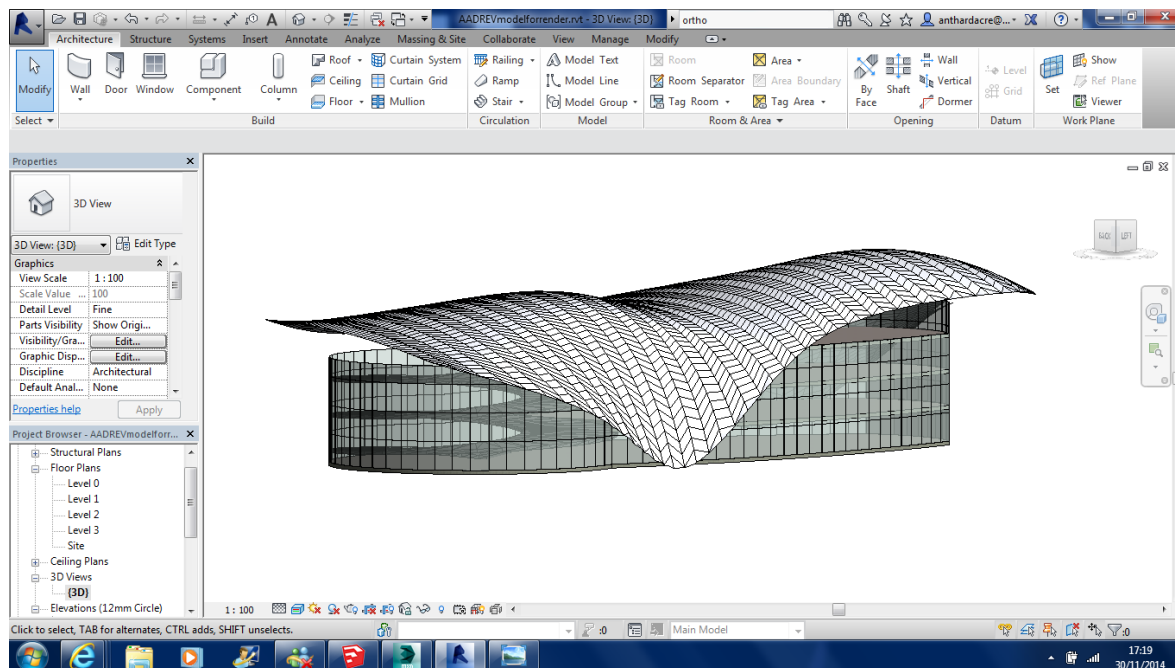 AADREVmodelforrender.rvt - 3D View: {3D} ortho anthardacre@...
Architecture Structure Systems Insert Annotate Analyze Massing & Site Collaborate View Manage Modify
Modify Wall Door Window Component Column
Roof Curtain System
Ceiling Curtain Grid
Floor Mullion
Railing
Ramp
Stair
Model Text
Model Line
Model Group
Room
Room Separator
Tag Room
Area
Area Boundary
Tag Area
By Face
Shaft
Wall
Vertical
Dormer
Level
Grid
Set
Show
Ref Plane
Viewer
Select Build Circulation Model Room & Area Opening Datum Work Plane
Properties
3D View
3D View: {3D} Edit Type
Graphics
View Scale 1 : 100
Scale Value ... 100
Detail Level Fine
Parts Visibility Show Origi...
Visibility/Gra... Edit...
Graphic Disp... Edit...
Discipline Architectural
Default Anal... None
Properties help Apply
Project Browser - AADREVmodelforr...
Structural Plans
Floor Plans
Level 0
Level 1
Level 2
Level 3
Site
Ceiling Plans
3D Views
{3D}
Elevations (12mm Circle)
BACK LEFT
1 : 100
Click to select, TAB for alternates, CTRL adds, SHIFT unselects. :0 Main Model :0
17:19
30/11/2014